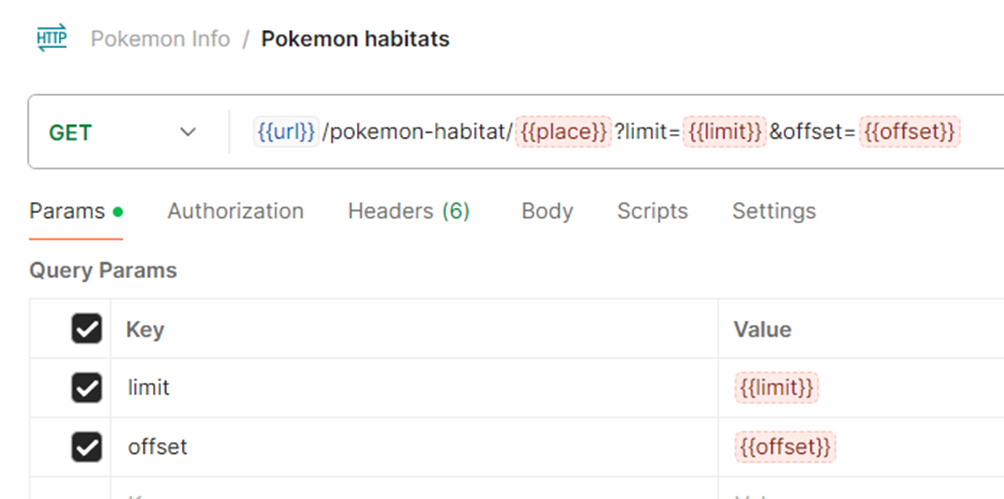 HTTP Pokemon Info / Pokemon habitats
GET {{url}}/pokemon-habitat/{{place}}?limit={{limit}}&offset={{offset}}
Params Authorization Headers (6) Body Scripts Settings
Query Params
Key Value
limit {{limit}}
offset {{offset}}